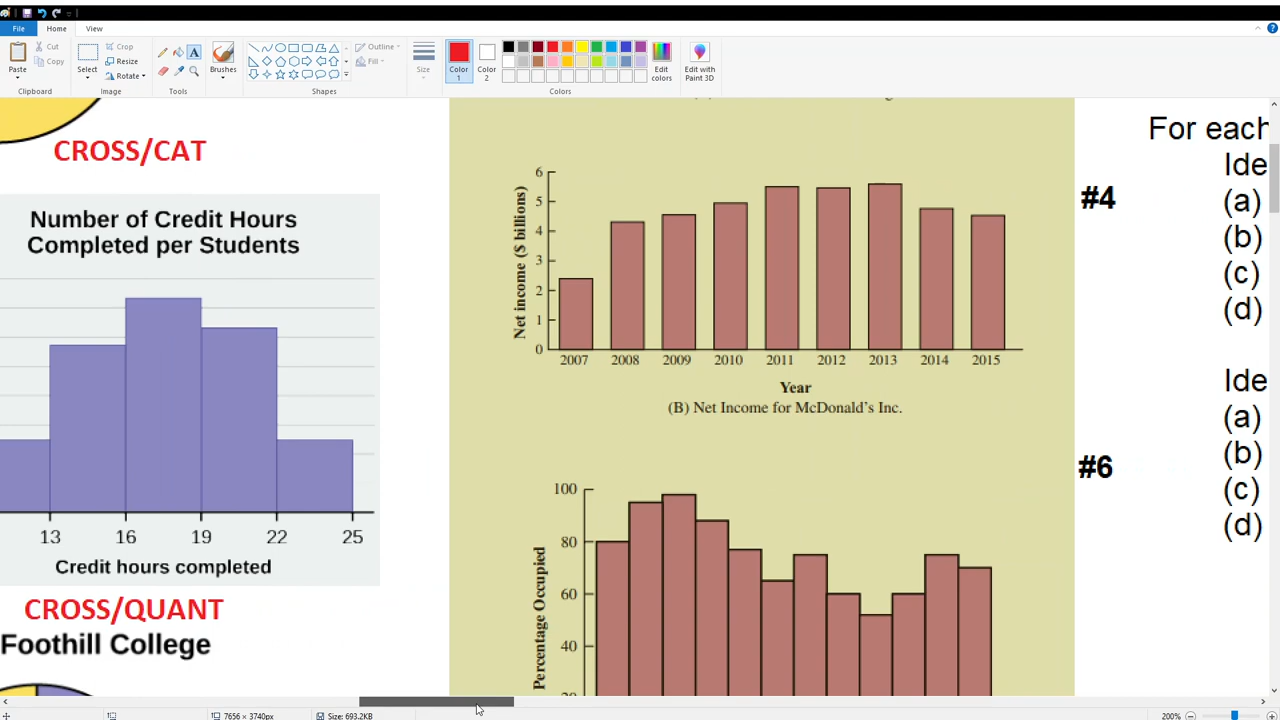 File
Home
View
Paste
Cut
Copy
Clipboard
Select
Crop
Resize
Rotate
Image
A
Tools
Brushes
Outline
Fill
Shapes
Size
Color
1
Color
2
Edit
colors
Edit with
Paint 3D
Colors
CROSS/CAT
Number of Credit Hours
Completed per Students
13 16 19 22 25
Credit hours completed
CROSS/QUANT
Foothill College
Net income ($ billions)
6
5
4
3
2
1
0
2007 2008 2009 2010 2011 2012 2013 2014 2015
Year
(B) Net Income for McDonald's Inc.
#4
#6
Percentage Occupied
100
80
60
40
For each
Ide
(a)
(b)
(c)
(d)
Ide
(a)
(b)
(c)
(d)
7656 × 3740px
Size: 693.2KB
200%